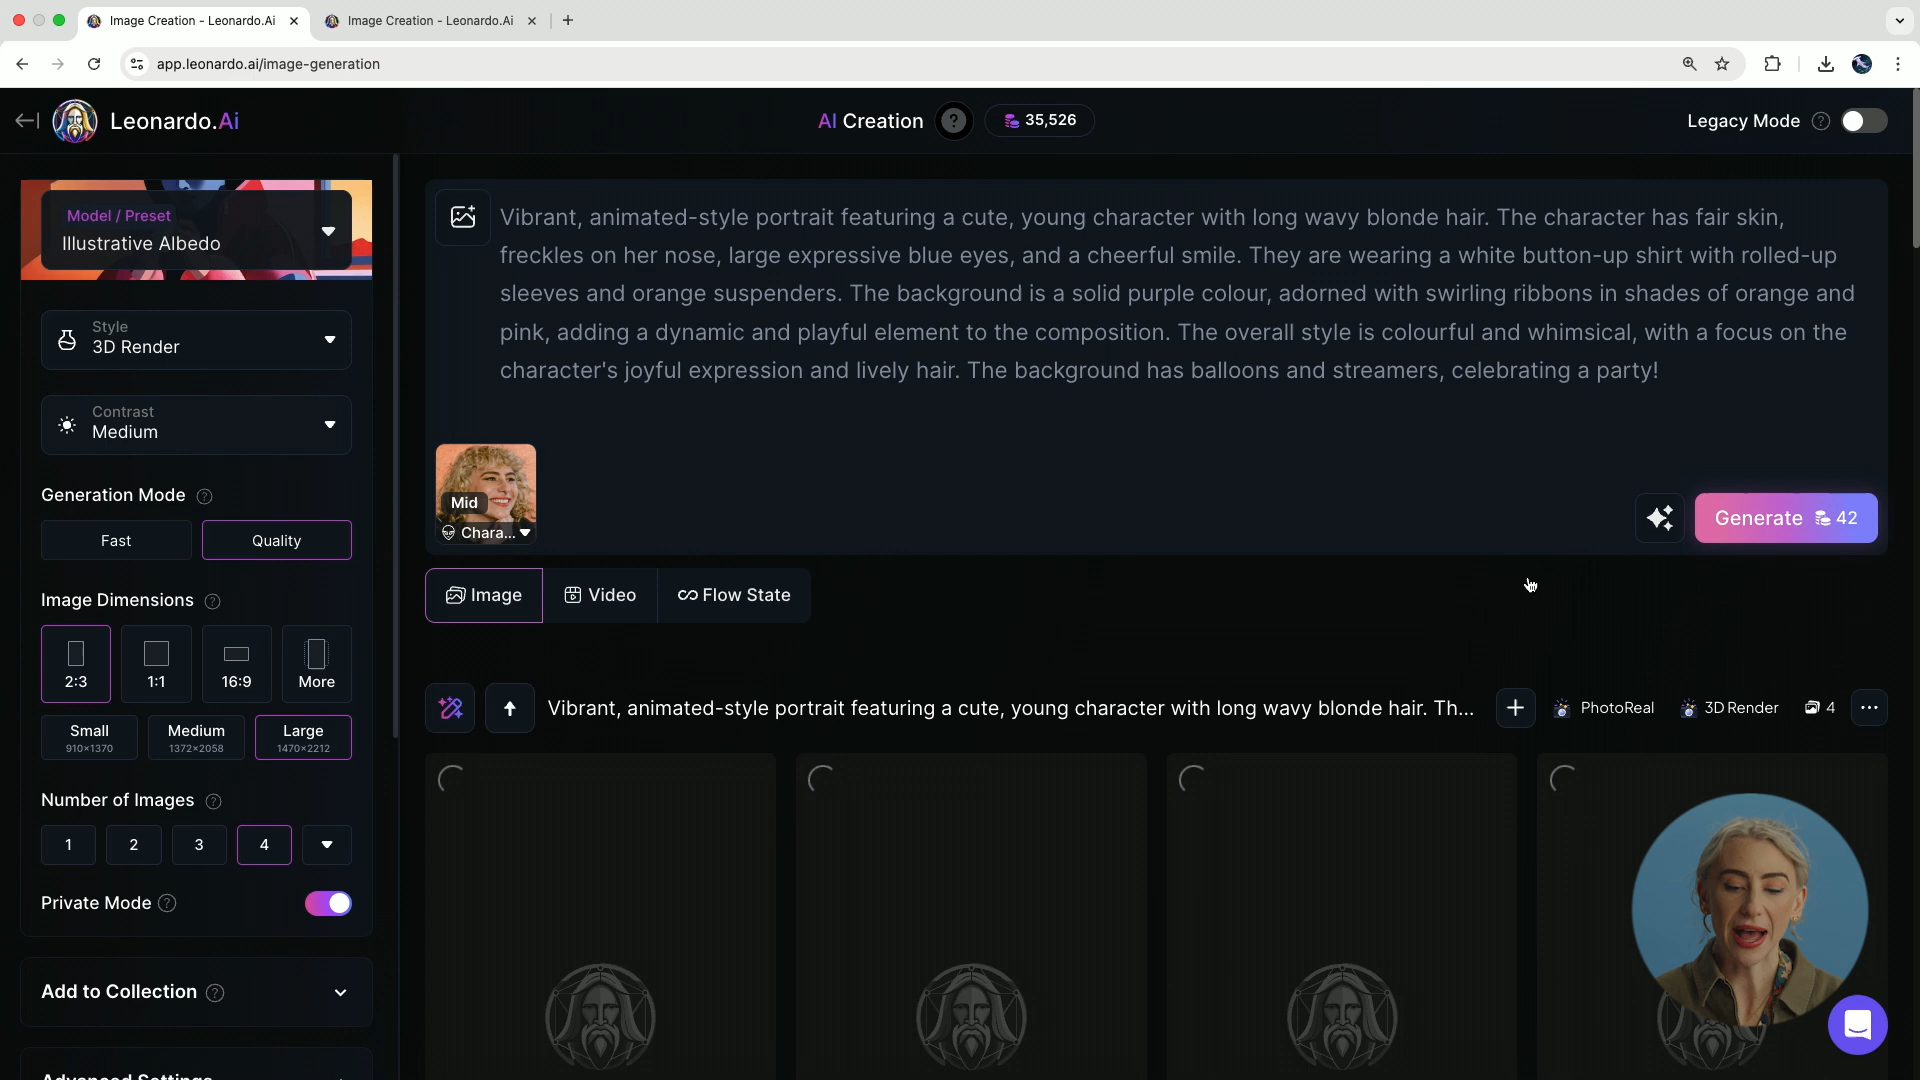 Image Creation - Leonardo.Ai
Image Creation - Leonardo.Ai
app.leonardo.ai/image-generation
Leonardo.Ai
AI Creation ? 35,526
Legacy Mode ?
Model / Preset
Illustrative Albedo
Style
3D Render
Contrast
Medium
Generation Mode ?
Fast Quality
Image Dimensions ?
2:3 1:1 16:9 More
Small Medium Large
910×1370 1372×2058 1470×2212
Number of Images ?
1 2 3 4
Private Mode ?
Add to Collection ?
Advanced Settings
Vibrant, animated-style portrait featuring a cute, young character with long wavy blonde hair. The character has fair skin,
freckles on her nose, large expressive blue eyes, and a cheerful smile. They are wearing a white button-up shirt with rolled-up
sleeves and orange suspenders. The background is a solid purple colour, adorned with swirling ribbons in shades of orange and
pink, adding a dynamic and playful element to the composition. The overall style is colourful and whimsical, with a focus on the
character's joyful expression and lively hair. The background has balloons and streamers, celebrating a party!
Mid
Chara...
Generate 42
Image Video Flow State
Vibrant, animated-style portrait featuring a cute, young character with long wavy blonde hair. Th...
PhotoReal 3D Render 4